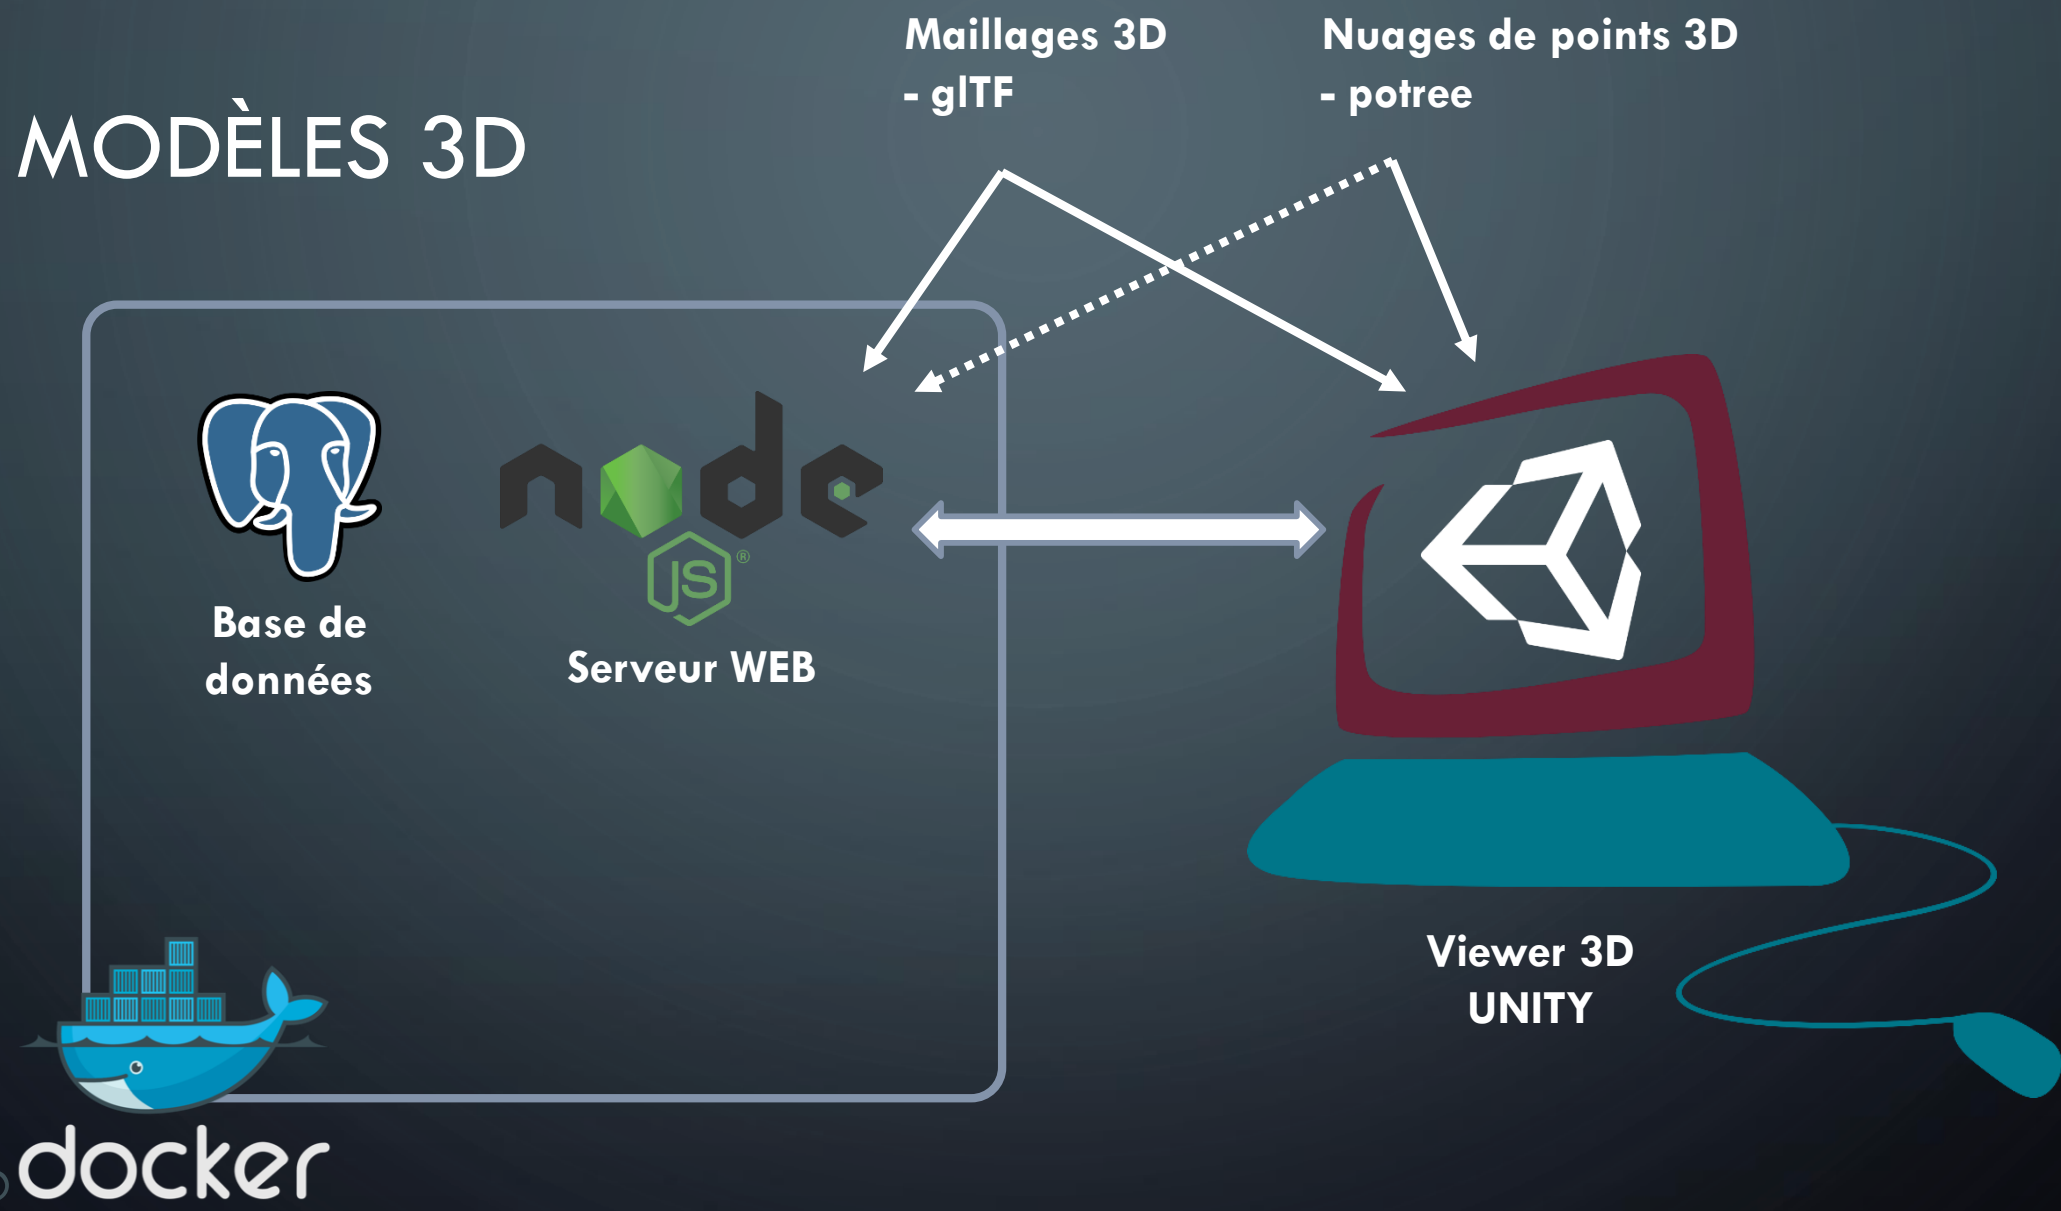 MODÈLES 3D
Maillages 3D
- glTF
Nuages de points 3D
- potree
Base de
données
node
JS ®
Serveur WEB
Viewer 3D
UNITY
docker